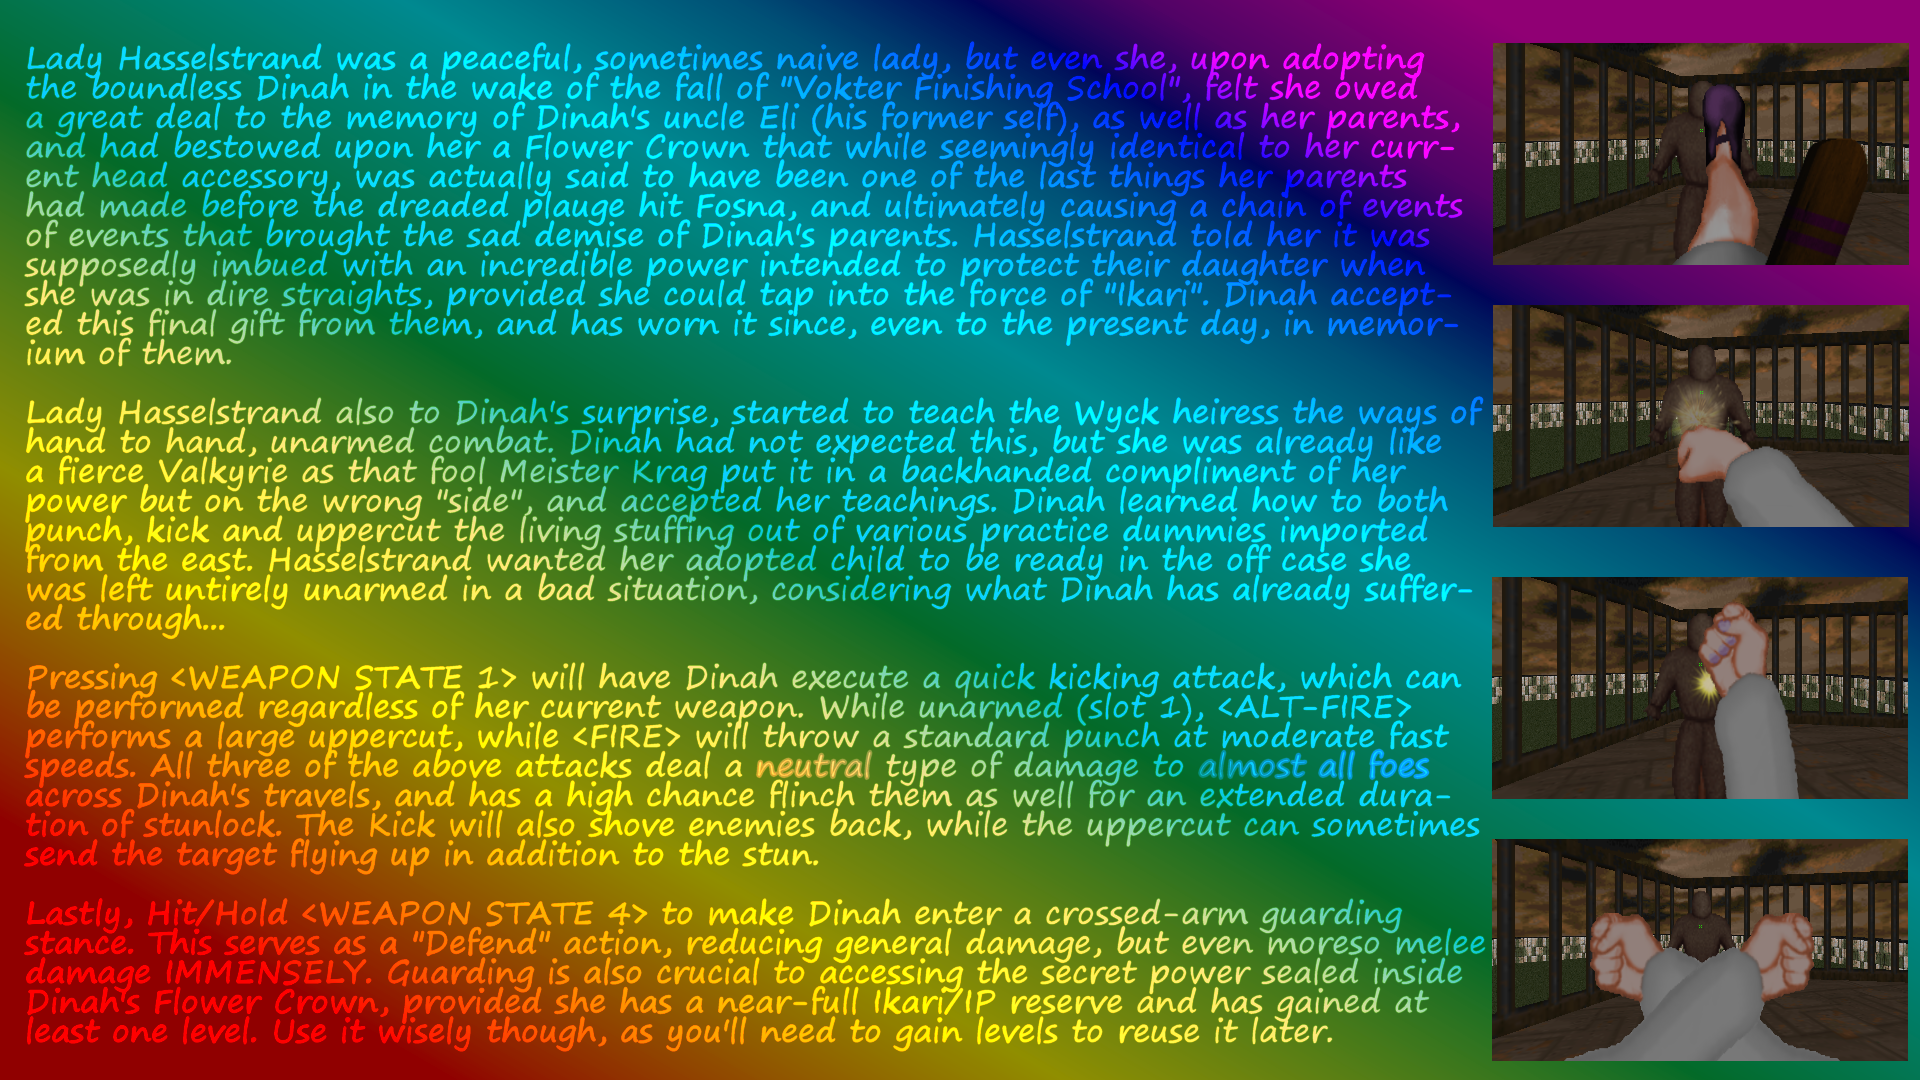 Lady Hasselstrand was a peaceful, sometimes naive lady, but even she, upon adopting
the boundless Dinah in the wake of the fall of "Vokter Finishing School", felt she owed
a great deal to the memory of Dinah's uncle Eli (his former self), as well as her parents,
and had bestowed upon her a Flower Crown that while seemingly identical to her curr-
ent head accessory, was actually said to have been one of the last things her parents
had made before the dreaded plauge hit Fosna, and ultimately causing a chain of events
of events that brought the sad demise of Dinah's parents. Hasselstrand told her it was
supposedly imbued with an incredible power intended to protect their daughter when
she was in dire straights, provided she could tap into the force of "Ikari". Dinah accept-
ed this final gift from them, and has worn it since, even to the present day, in memor-
ium of them.
Lady Hasselstrand also to Dinah's surprise, started to teach the Wyck heiress the ways of
hand to hand, unarmed combat. Dinah had not expected this, but she was already like
a fierce Valkyrie as that fool Meister Krag put it in a backhanded compliment of her
power but on the wrong "side", and accepted her teachings. Dinah learned how to both
punch, kick and uppercut the living stuffing out of various practice dummies imported
from the east. Hasselstrand wanted her adopted child to be ready in the off case she
was left untirely unarmed in a bad situation, considering what Dinah has already suffer-
ed through...
Pressing <WEAPON STATE 1> will have Dinah execute a quick kicking attack, which can
be performed regardless of her current weapon. While unarmed (slot 1), <ALT-FIRE>
performs a large uppercut, while <FIRE> will throw a standard punch at moderate fast
speeds. All three of the above attacks deal a neutral type of damage to almost all foes
across Dinah's travels, and has a high chance flinch them as well for an extended dura-
tion of stunlock. The Kick will also shove enemies back, while the uppercut can sometimes
send the target flying up in addition to the stun.
Lastly, Hit/Hold <WEAPON STATE 4> to make Dinah enter a crossed-arm guarding
stance. This serves as a "Defend" action, reducing general damage, but even moreso melee
damage IMMENSELY. Guarding is also crucial to accessing the secret power sealed inside
Dinah's Flower Crown, provided she has a near-full Ikari/IP reserve and has gained at
least one level. Use it wisely though, as you'll need to gain levels to reuse it later.